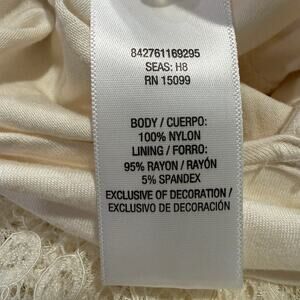 842761169295
SEAS: H8
RN 15099
BODY / CUERPO:
100% NYLON
LINING / FORRO:
95% RAYON / RAYÓN
5% SPANDEX
EXCLUSIVE OF DECORATION /
EXCLUSIVO DE DECORACIÓN